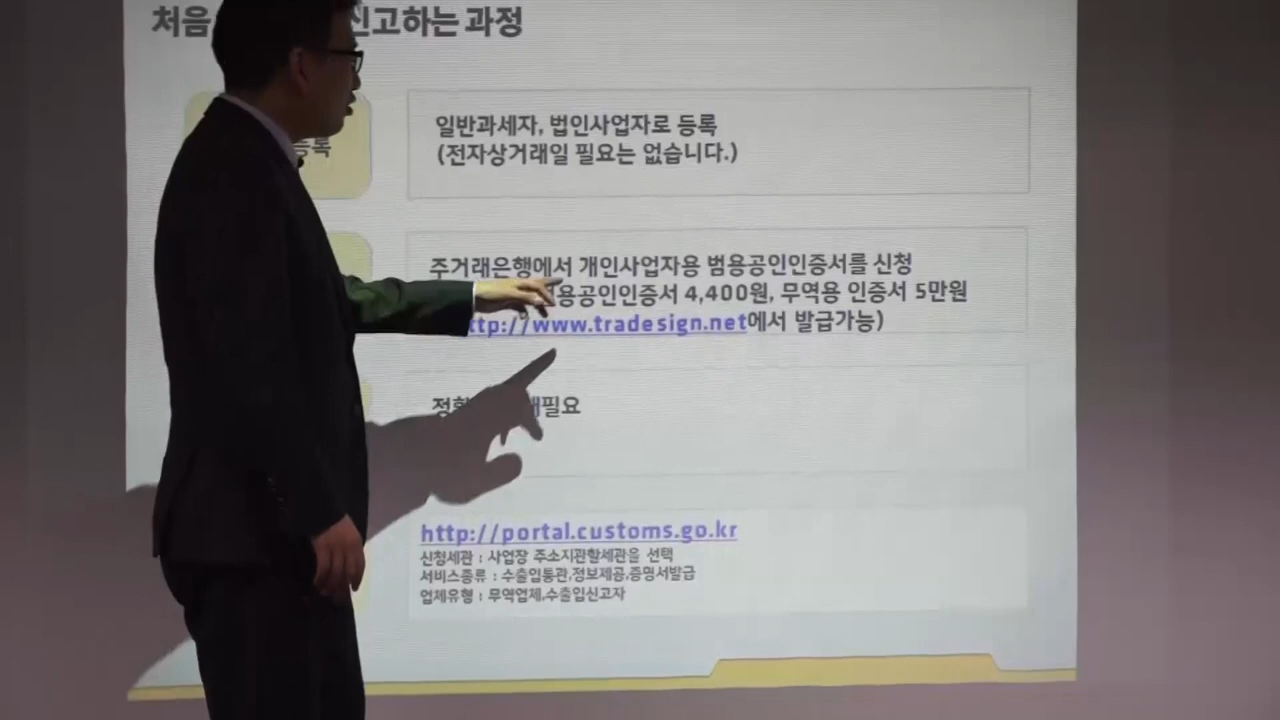 처음 신고하는 과정
등록
일반과세자, 법인사업자로 등록
(전자상거래일 필요는 없습니다.)
주거래은행에서 개인사업자용 범용공인인증서를 신청
용공인인증서 4,400원, 무역용 인증서 5만원
http://www.tradesign.net에서 발급가능)
필요
http://portal.customs.go.kr
신청세관 : 사업장 주소지관할세관을 선택
서비스종류 : 수출입통관,정보제공,증명서발급
업체유형 : 무역업체,수출입신고자